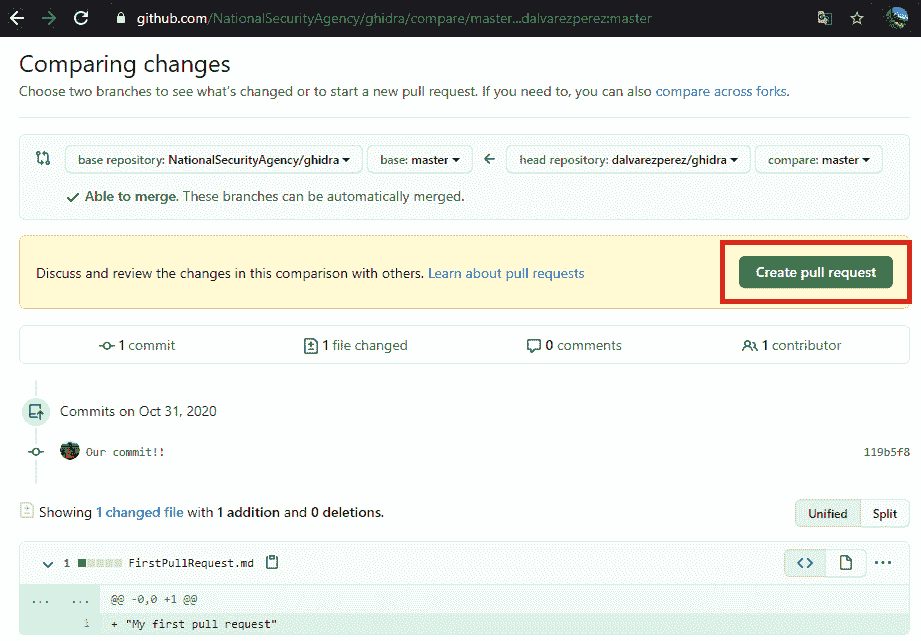 github.com/NationalSecurityAgency/ghidra/compare/master...dalvarezperez:master
Comparing changes
Choose two branches to see what's changed or to start a new pull request. If you need to, you can also compare across forks.
base repository: NationalSecurityAgency/ghidra base: master head repository: dalvarezperez/ghidra compare: master
Able to merge. These branches can be automatically merged.
Discuss and review the changes in this comparison with others. Learn about pull requests Create pull request
1 commit 1 file changed 0 comments 1 contributor
Commits on Oct 31, 2020
Our commit!! 119b5f8
Showing 1 changed file with 1 addition and 0 deletions. Unified Split
1 FirstPullRequest.md <> ...
... ... @@ -0,0 +1 @@
1 + "My first pull request"